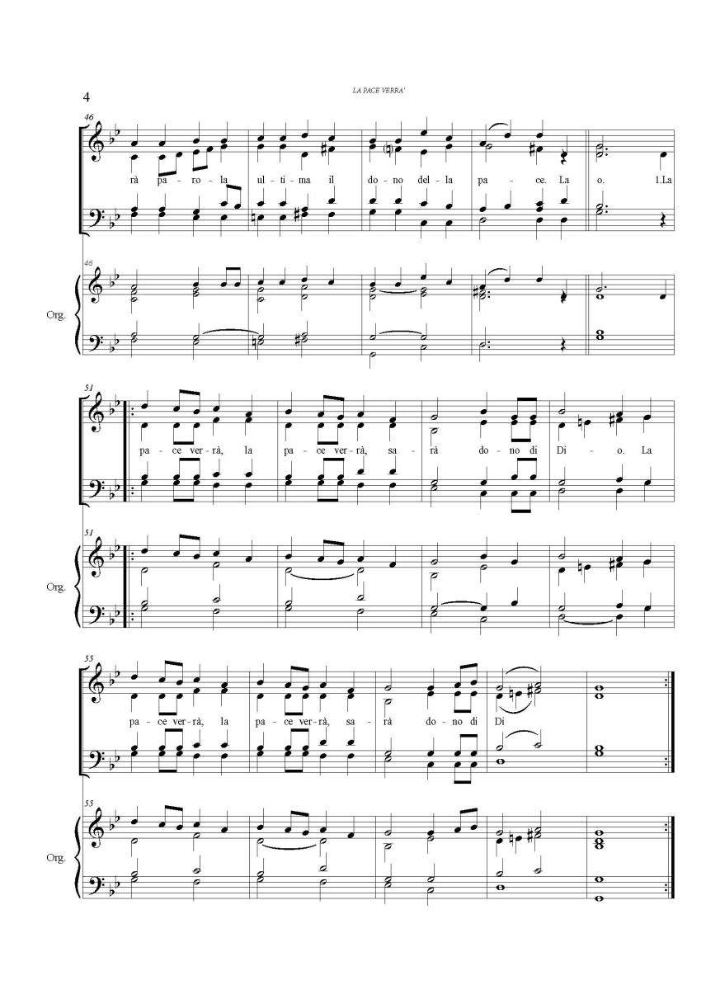 LA PACE VERRA'
4
46
rà pa - ro - la ul - ti - ma il do - no del - la pa - ce. La o. 1.La
46
Org.
51
pa - ce ver - rà, la pa - ce ver - rà, sa - rà do - no di Di - o. La
51
Org.
55
pa - ce ver - rà, la pa - ce ver - rà, sa - rà do - no di Di
55
Org.